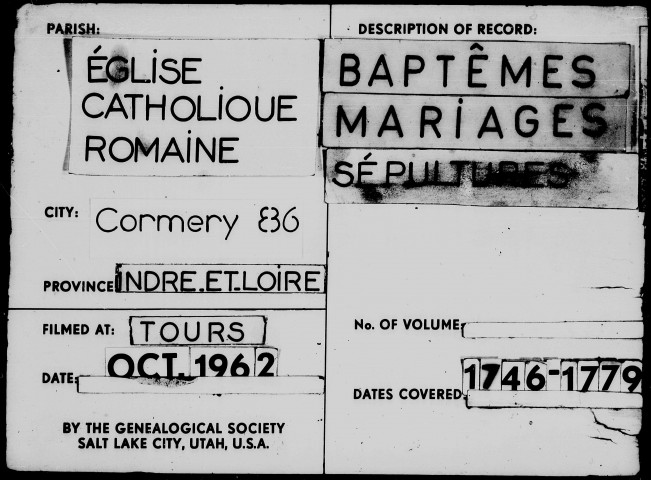 PARISH:
ÉGLISE
CATHOLIQUE
ROMAINE
CITY: Cormery 886
PROVINCE INDRE.ET.LOIRE
FILMED AT: TOURS
DATE: OCT. 1962
BY THE GENEALOGICAL SOCIETY
SALT LAKE CITY, UTAH, U.S.A.
DESCRIPTION OF RECORD:
BAPTÊMES
MARIAGES
SÉPULTURES
No. OF VOLUME:
DATES COVERED: 1746-1779